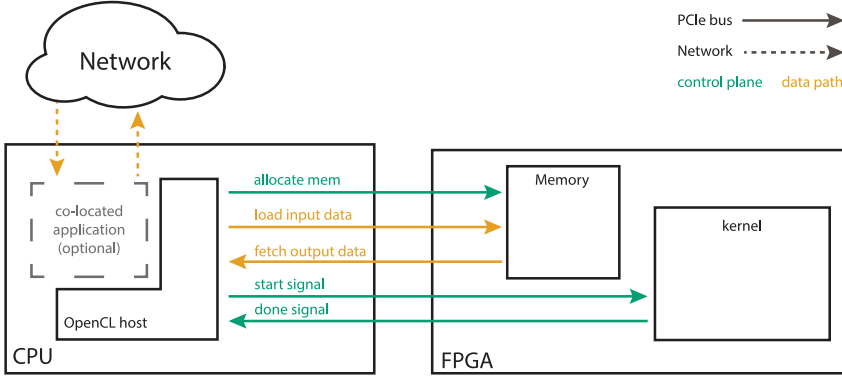 Network
PCIe bus
Network
control plane data path
co-located
application
(optional)
OpenCL host
CPU
allocate mem
load input data
fetch output data
start signal
done signal
Memory
kernel
FPGA